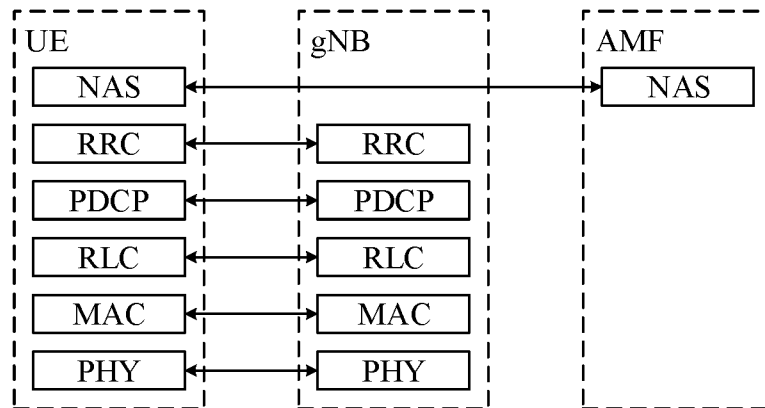 UE gNB AMF
NAS NAS
RRC RRC
PDCP PDCP
RLC RLC
MAC MAC
PHY PHY